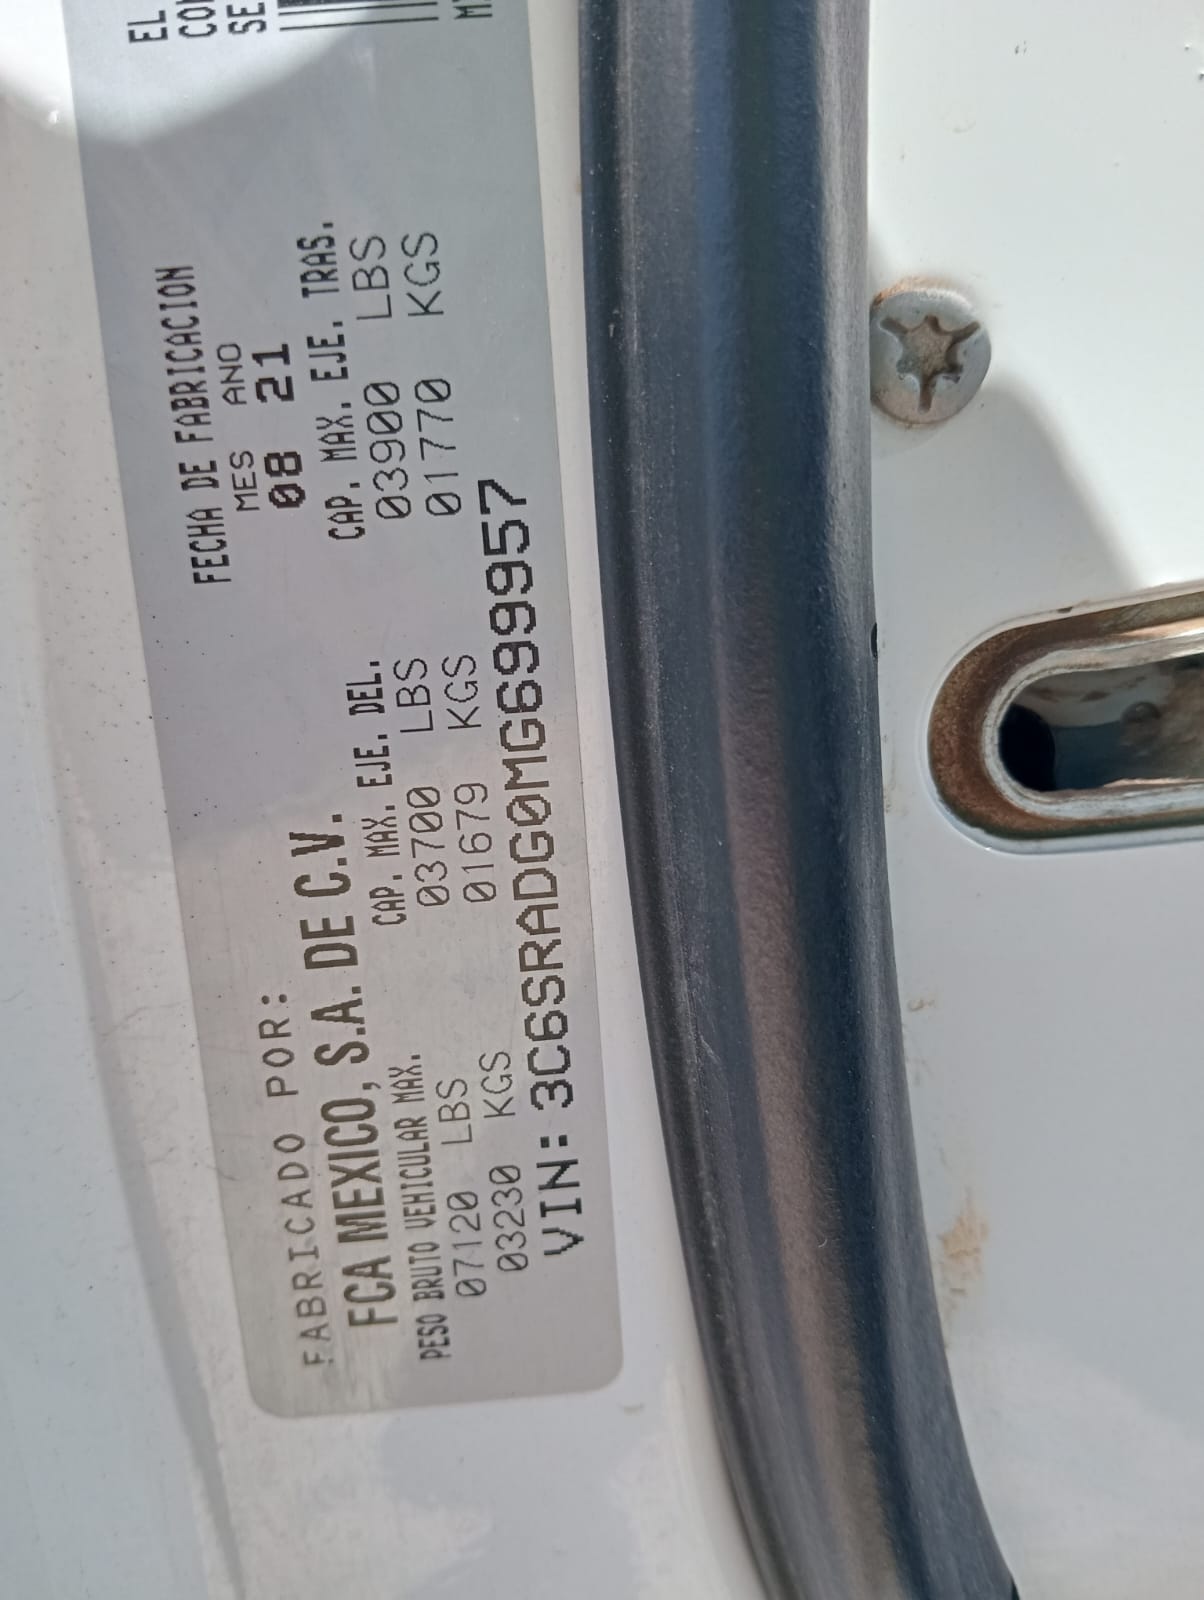 FABRICADO POR:
FCA MEXICO, S.A. DE C.V.
FECHA DE FABRICACION
MES ANO
08 21
PESO BRUTO VEHICULAR MAX.
07120 LBS
03230 KGS
CAP. MAX. EJE. DEL.
03700 LBS
01679 KGS
CAP. MAX. EJE. TRAS.
03900 LBS
01770 KGS
VIN: 3C6SRADG0MG699957
EL